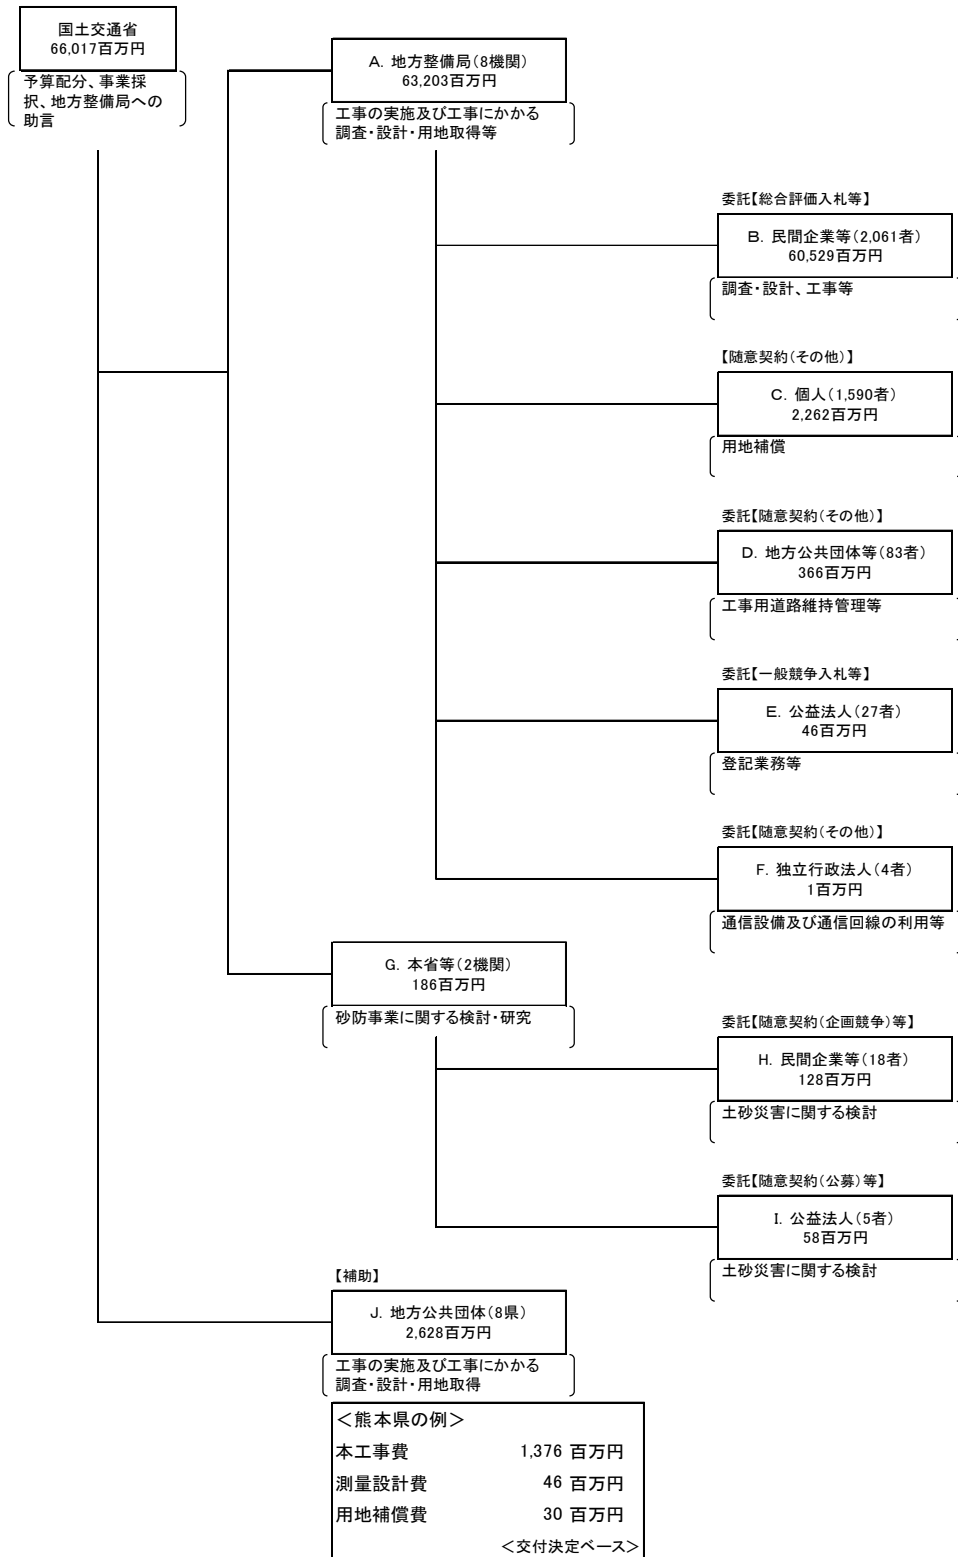 国土交通省
66,017百万円
予算配分、事業採
択、地方整備局への
助言
A. 地方整備局(8機関)
63,203百万円
工事の実施及び工事にかかる
調査・設計・用地取得等
委託【総合評価入札等】
B. 民間企業等(2,061者)
60,529百万円
調査・設計、工事等
【随意契約(その他)】
C. 個人(1,590者)
2,262百万円
用地補償
委託【随意契約(その他)】
D. 地方公共団体等(83者)
366百万円
工事用道路維持管理等
委託【一般競争入札等】
E. 公益法人(27者)
46百万円
登記業務等
委託【随意契約(その他)】
F. 独立行政法人(4者)
1百万円
通信設備及び通信回線の利用等
G. 本省等(2機関)
186百万円
砂防事業に関する検討・研究
委託【随意契約(企画競争)等】
H. 民間企業等(18者)
128百万円
土砂災害に関する検討
委託【随意契約(公募)等】
I. 公益法人(5者)
58百万円
土砂災害に関する検討
【補助】
J. 地方公共団体(8県)
2,628百万円
工事の実施及び工事にかかる
調査・設計・用地取得
＜熊本県の例＞
本工事費 1,376 百万円
測量設計費 46 百万円
用地補償費 30 百万円
＜交付決定ベース＞